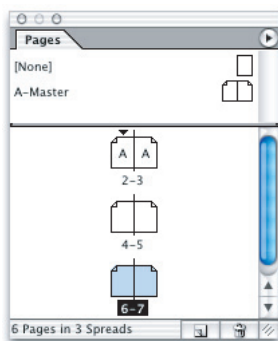 Pages
[None]
A-Master
A A
2-3
4-5
6-7
6 Pages in 3 Spreads